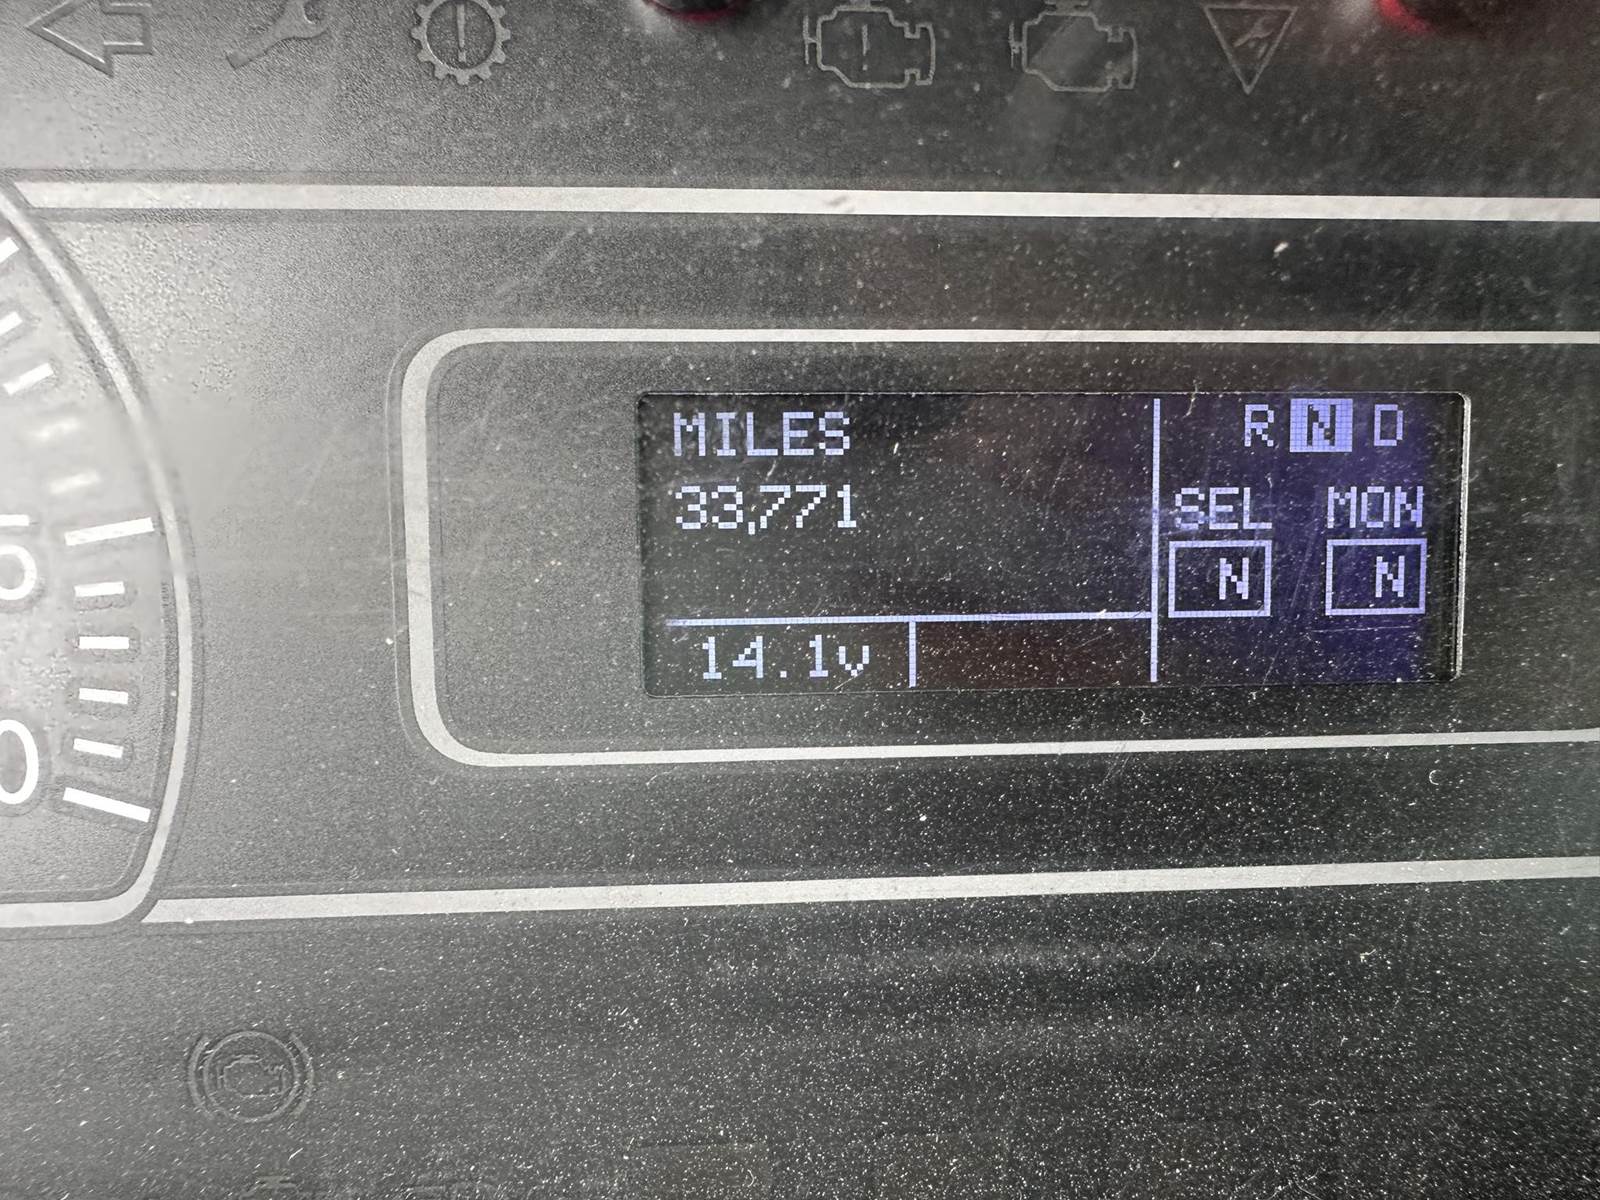 MILES
33,771
14.1v
R N D
SEL MON
N N